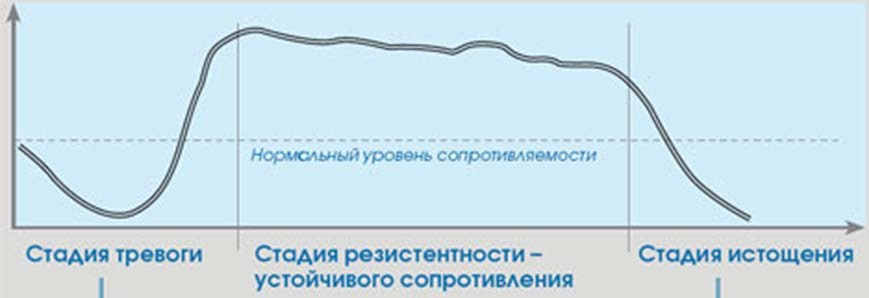 Нормальный уровень сопротивляемости
Стадия тревоги
Стадия резистентности –
устойчивого сопротивления
Стадия истощения